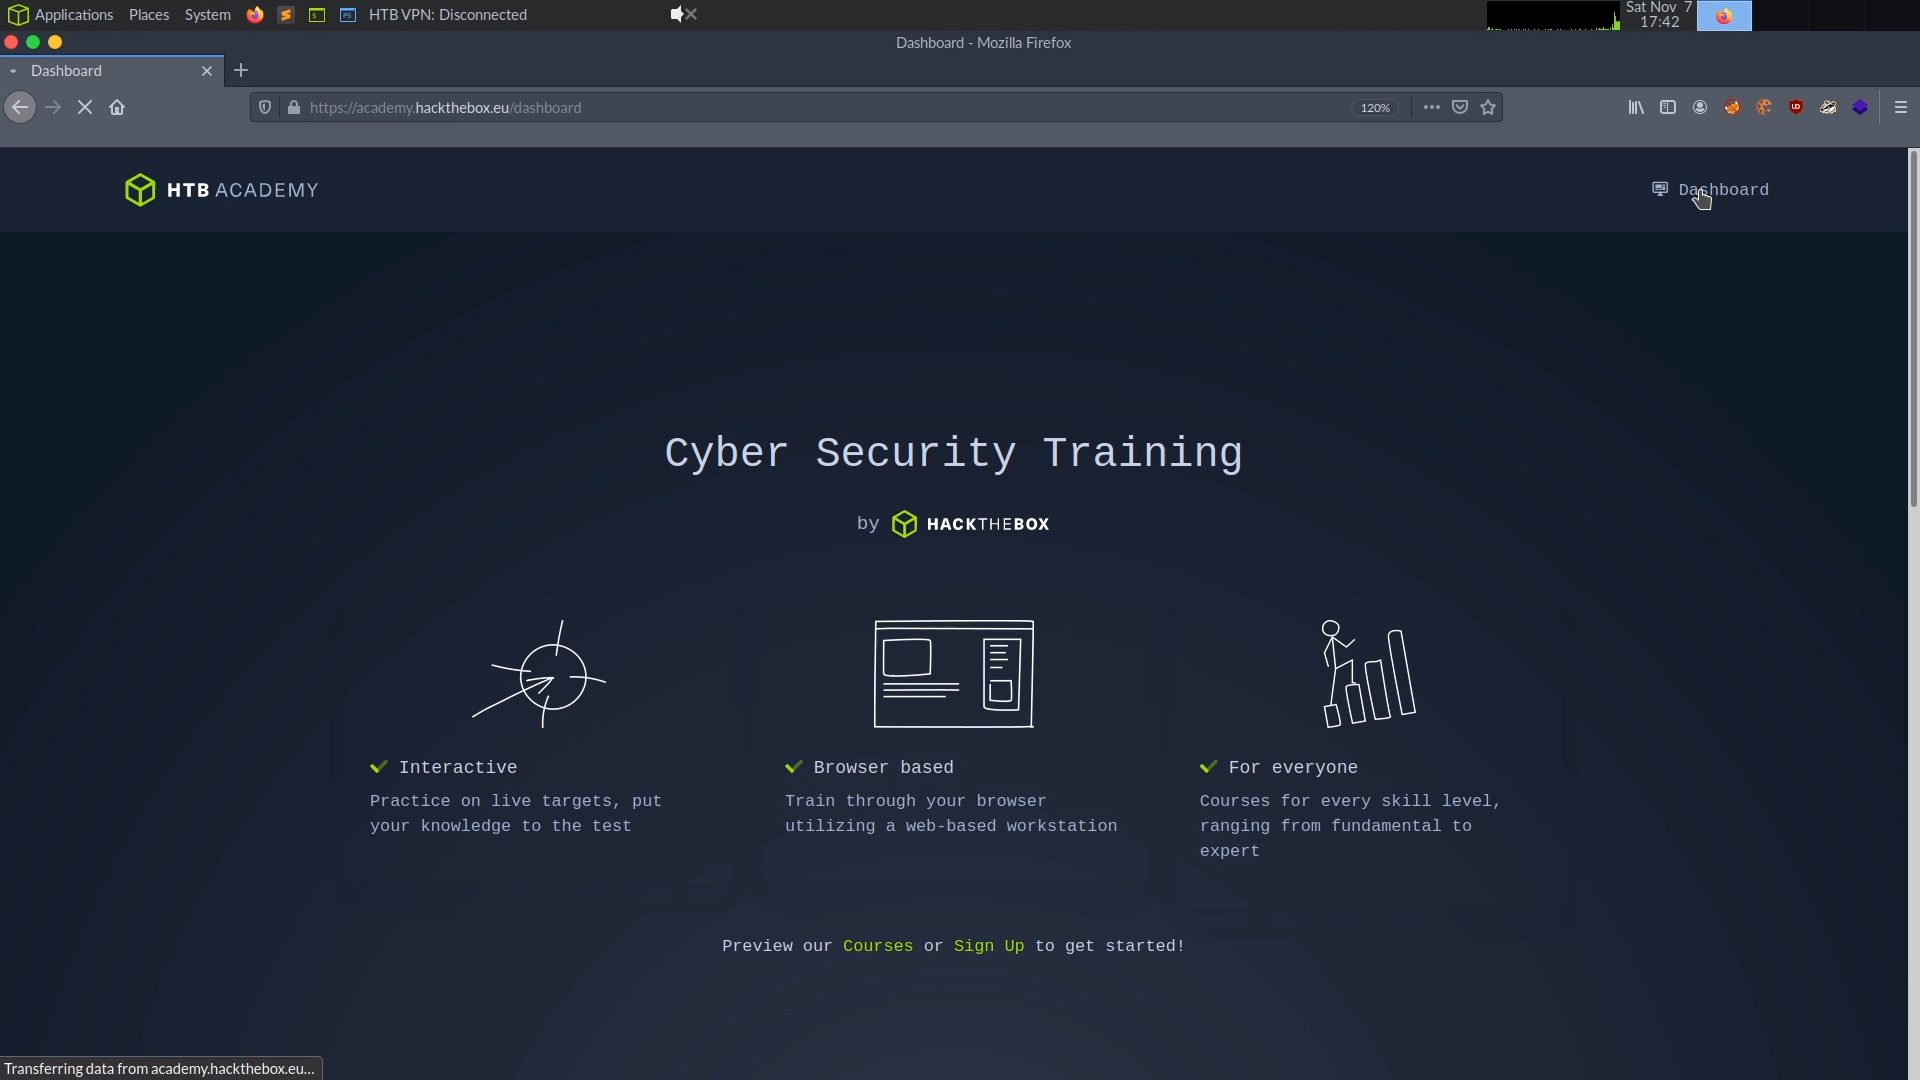 Applications Places System HTB VPN: Disconnected
Sat Nov 7
17:42
Dashboard - Mozilla Firefox
Dashboard
https://academy.hackthebox.eu/dashboard
120%
HTB ACADEMY
Dashboard
Cyber Security Training
by HACKTHEBOX
Interactive
Practice on live targets, put
your knowledge to the test
Browser based
Train through your browser
utilizing a web-based workstation
For everyone
Courses for every skill level,
ranging from fundamental to
expert
Preview our Courses or Sign Up to get started!
Transferring data from academy.hackthebox.eu...